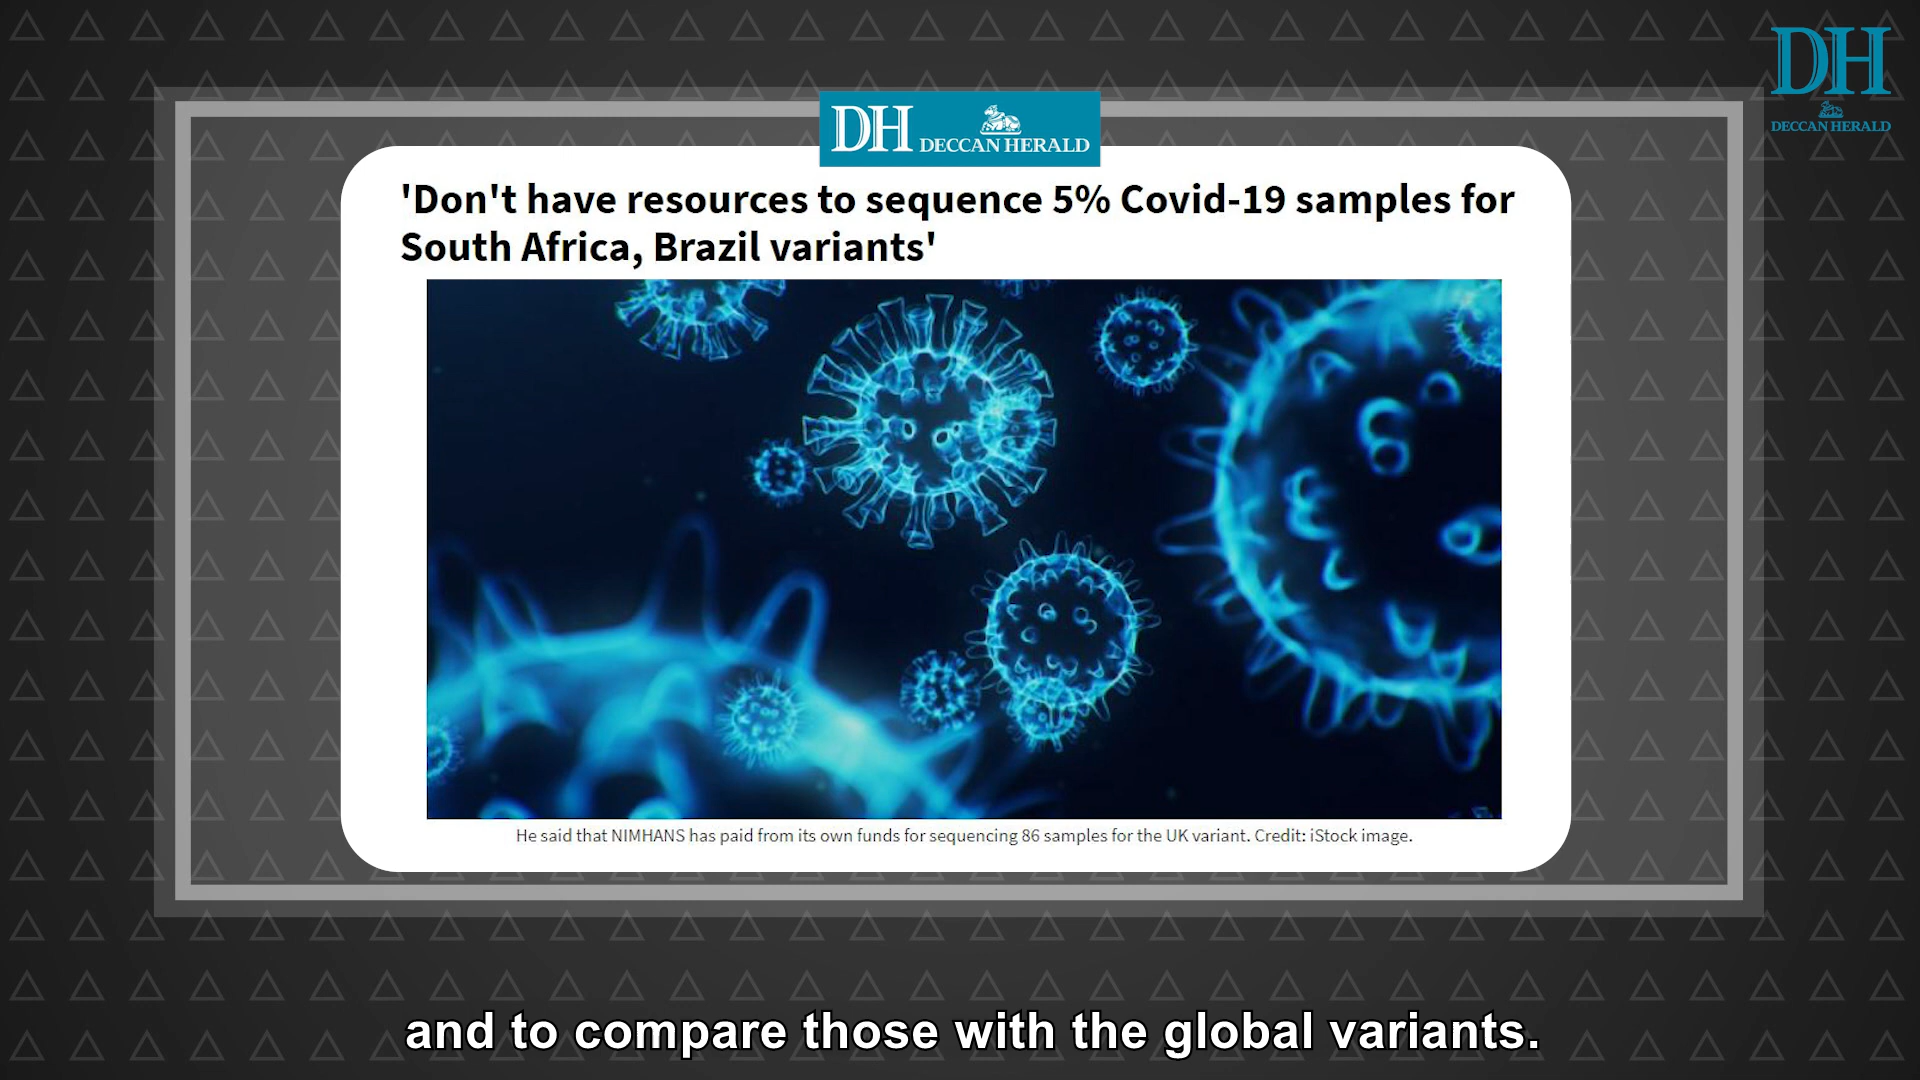 DH
DECCAN HERALD
DH DECCAN HERALD
'Don't have resources to sequence 5% Covid-19 samples for
South Africa, Brazil variants'
He said that NIMHANS has paid from its own funds for sequencing 86 samples for the UK variant. Credit: iStock image.
and to compare those with the global variants.